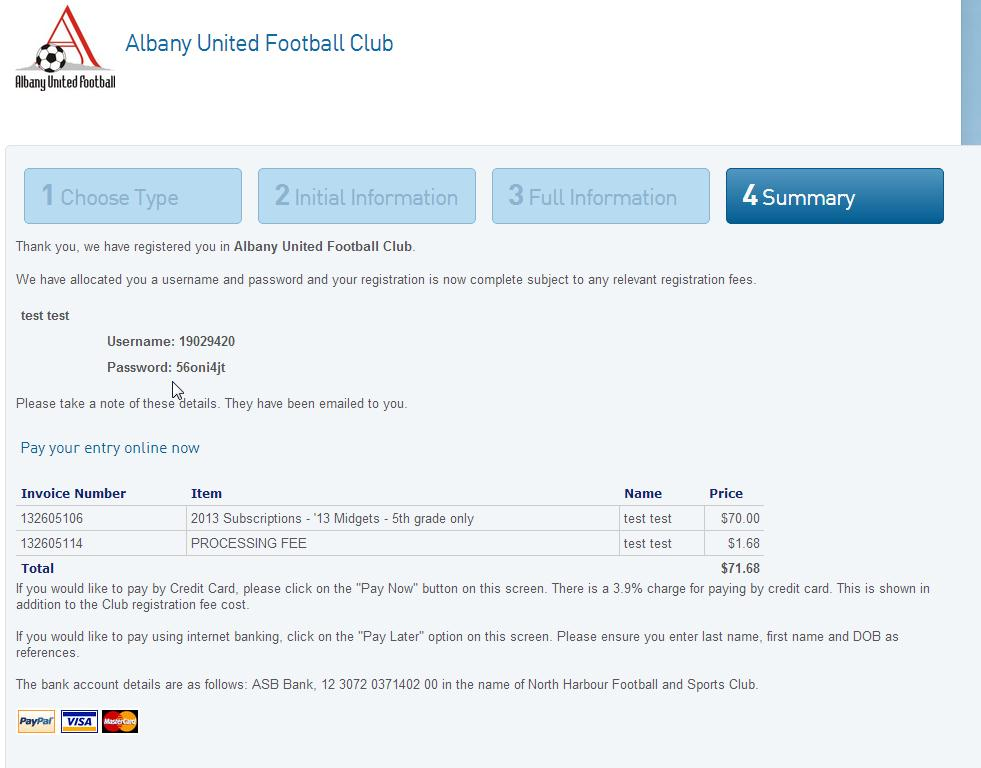 Albany United Football Club
Albany United Football
1 Choose Type
2 Initial Information
3 Full Information
4 Summary
Thank you, we have registered you in Albany United Football Club.
We have allocated you a username and password and your registration is now complete subject to any relevant registration fees.
test test
Username: 19029420
Password: 56oni4jt
Please take a note of these details. They have been emailed to you.
Pay your entry online now
Invoice Number Item Name Price
132605106 2013 Subscriptions - '13 Midgets - 5th grade only test test $70.00
132605114 PROCESSING FEE test test $1.68
Total $71.68
If you would like to pay by Credit Card, please click on the "Pay Now" button on this screen. There is a 3.9% charge for paying by credit card. This is shown in
addition to the Club registration fee cost.
If you would like to pay using internet banking, click on the "Pay Later" option on this screen. Please ensure you enter last name, first name and DOB as
references.
The bank account details are as follows: ASB Bank, 12 3072 0371402 00 in the name of North Harbour Football and Sports Club.
PayPal VISA MasterCard